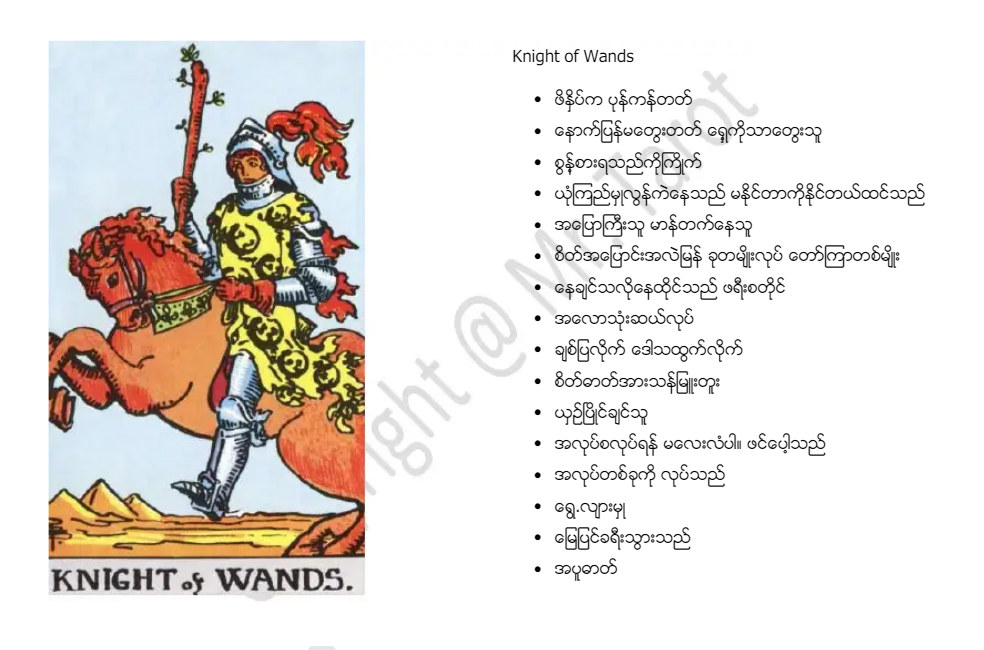 Knight of Wands
• ဖိနှိပ်က ပုန်ကန်တတ်
• နောက်ပြန်မတွေးတတ် ရှေ့ကိုသာတွေးသူ
• စွန့်စားရသည်ကိုကြိုက်
• ယုံကြည်မှုလွန်ကဲနေသည် မနိုင်တာကိုနိုင်တယ်ထင်သည်
• အပြောကြီးသူ မာန်တက်နေသူ
• စိတ်အပြောင်းအလဲမြန် ခုတမျိုးလုပ် တော်ကြာတစ်မျိုး
• နေချင်သလိုနေထိုင်သည် ဖရီးစတိုင်
• အလောသုံးဆယ်လုပ်
• ချစ်ပြလိုက် ဒေါသထွက်လိုက်
• စိတ်ဓာတ်အားသန်မြူးတူး
• ယှဉ်ပြိုင်ချင်သူ
• အလုပ်စလုပ်ရန် မလေးလံပါ။ ဖင်ပေါ့သည်
• အလုပ်တစ်ခုကို လုပ်သည်
• ရွေ့.လျားမှု
• မြေပြင်ခရီးသွားသည်
• အပူဓာတ်
KNIGHT of WANDS.
right @ Mr. Tarot